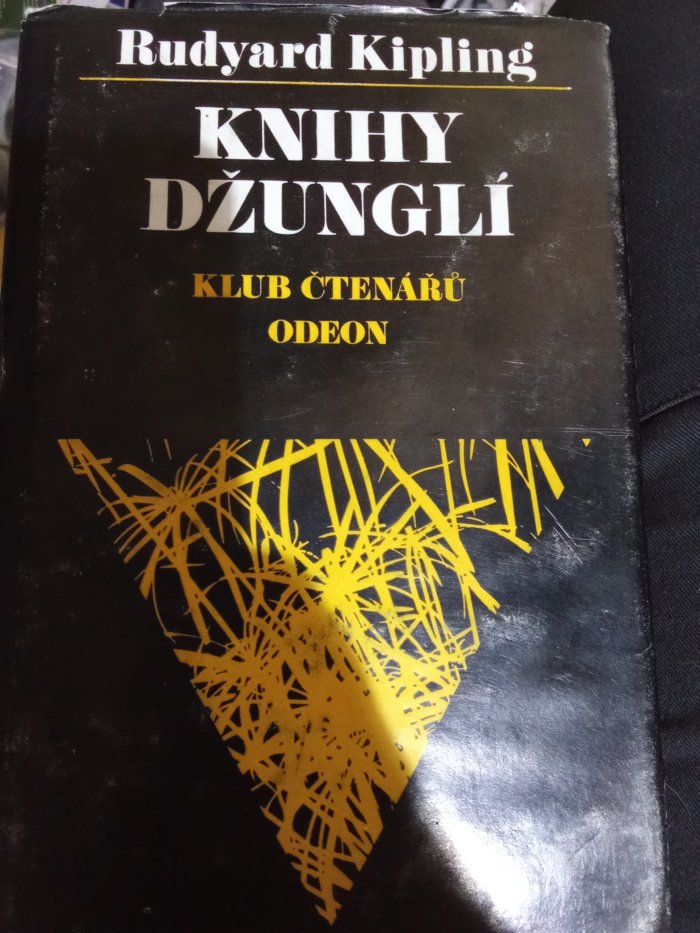 Rudyard Kipling
KNIHY
DŽUNGLÍ
KLUB ČTENÁŘŮ
ODEON